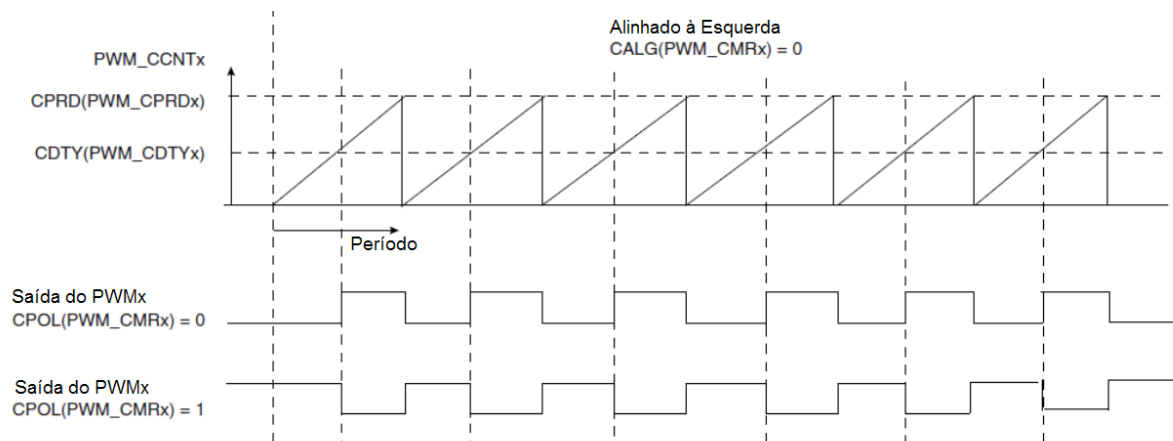 Alinhado à Esquerda
CALG(PWM_CMRx) = 0
PWM_CCNTx
CPRD(PWM_CPRDx)
CDTY(PWM_CDTYx)
Período
Saída do PWMx
CPOL(PWM_CMRx) = 0
Saída do PWMx
CPOL(PWM_CMRx) = 1